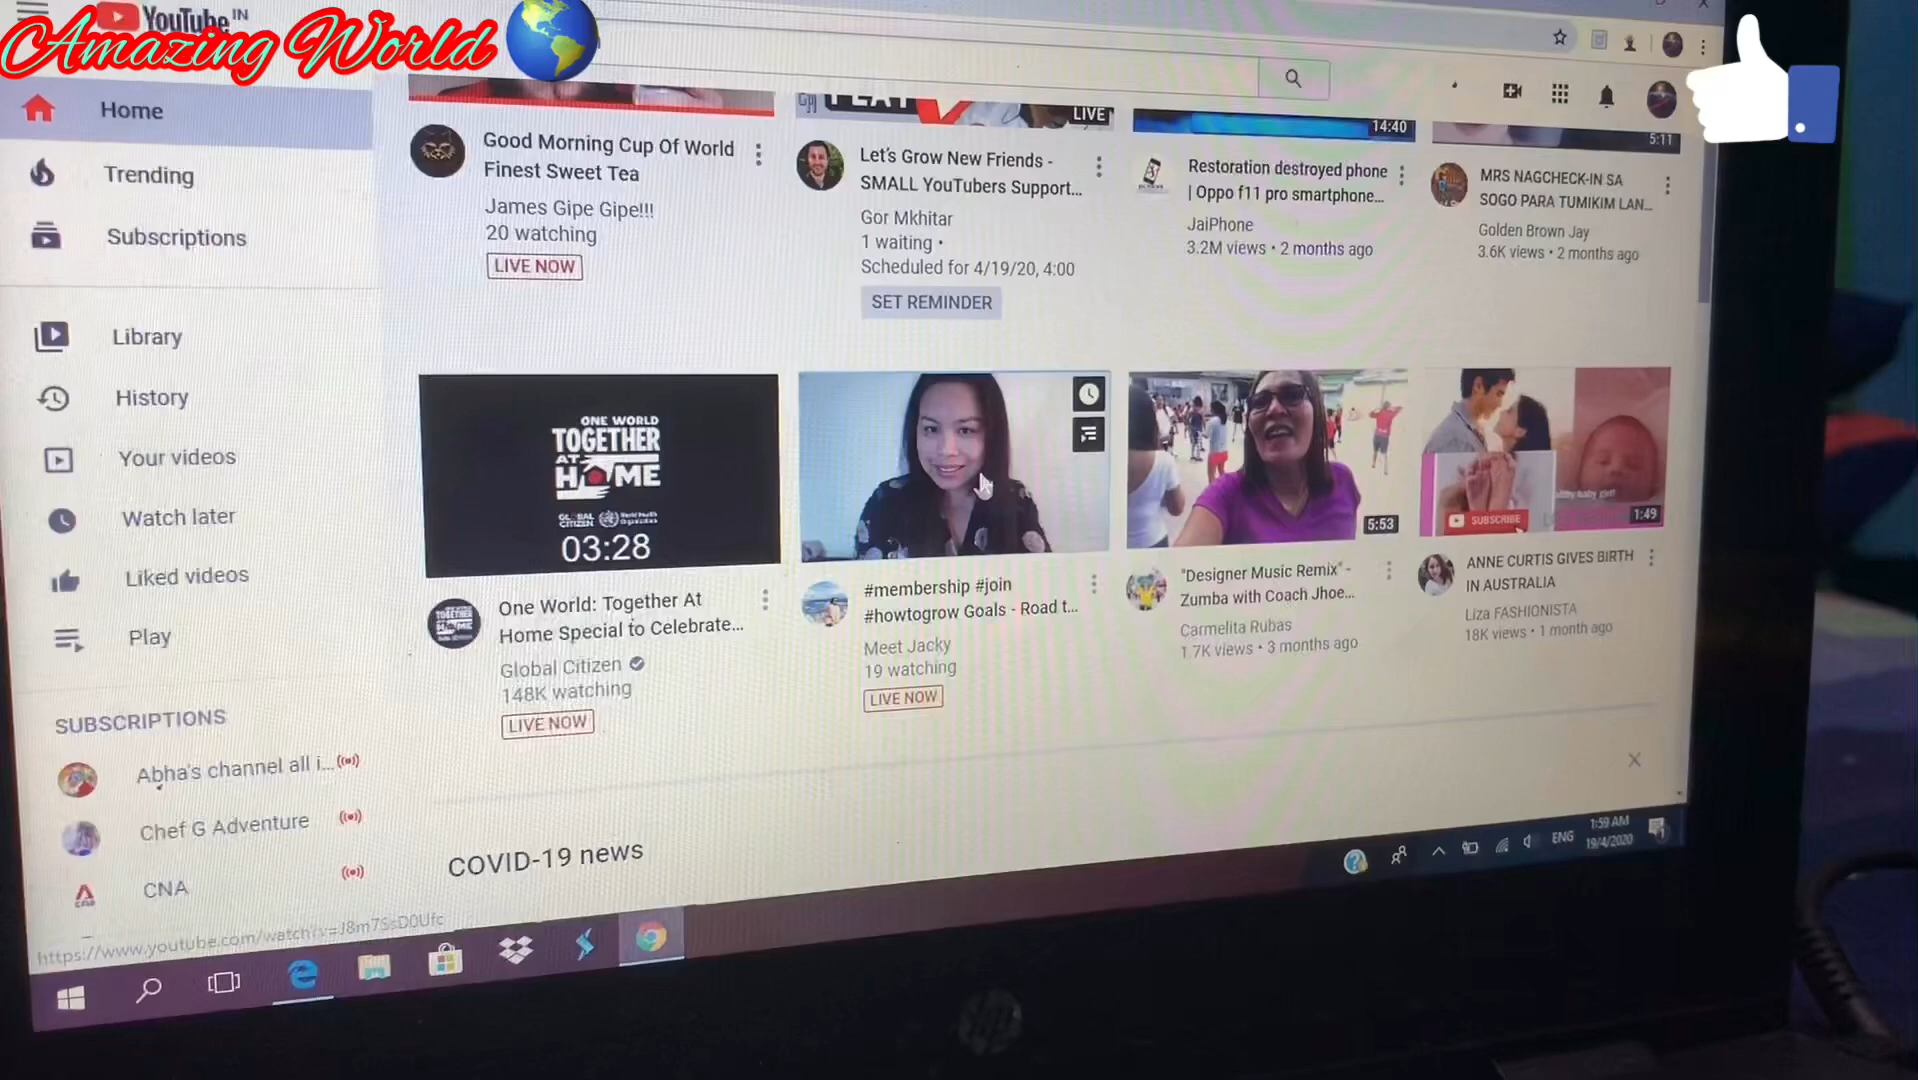 YouTube IN
Amazing World
Home
Trending
Subscriptions
Library
History
Your videos
Watch later
Liked videos
Play
SUBSCRIPTIONS
Abha's channel all i...
Chef G Adventure
CNA
https://www.youtube.com/watch?v=J8m7SsD0Ufc
Good Morning Cup Of World
Finest Sweet Tea
James Gipe Gipe!!!
20 watching
LIVE NOW
LIVE
Let's Grow New Friends -
SMALL YouTubers Support...
Gor Mkhitar
1 waiting •
Scheduled for 4/19/20, 4:00
SET REMINDER
14:40
Restoration destroyed phone
| Oppo f11 pro smartphone...
JaiPhone
3.2M views • 2 months ago
5:11
MRS NAGCHECK-IN SA
SOGO PARA TUMIKIM LAN...
Golden Brown Jay
3.6K views • 2 months ago
ONE WORLD
TOGETHER
AT
HOME
GLOBAL
CITIZEN
World Health
Organization
03:28
One World: Together At
Home Special to Celebrate...
Global Citizen
148K watching
LIVE NOW
#membership #join
#howtogrow Goals - Road t...
Meet Jacky
19 watching
LIVE NOW
5:53
"Designer Music Remix" -
Zumba with Coach Jhoe...
Carmelita Rubas
1.7K views • 3 months ago
SUBSCRIBE
1:49
ANNE CURTIS GIVES BIRTH
IN AUSTRALIA
Liza FASHIONISTA
18K views • 1 month ago
COVID-19 news
ENG
1:59 AM
19/4/2020
hp